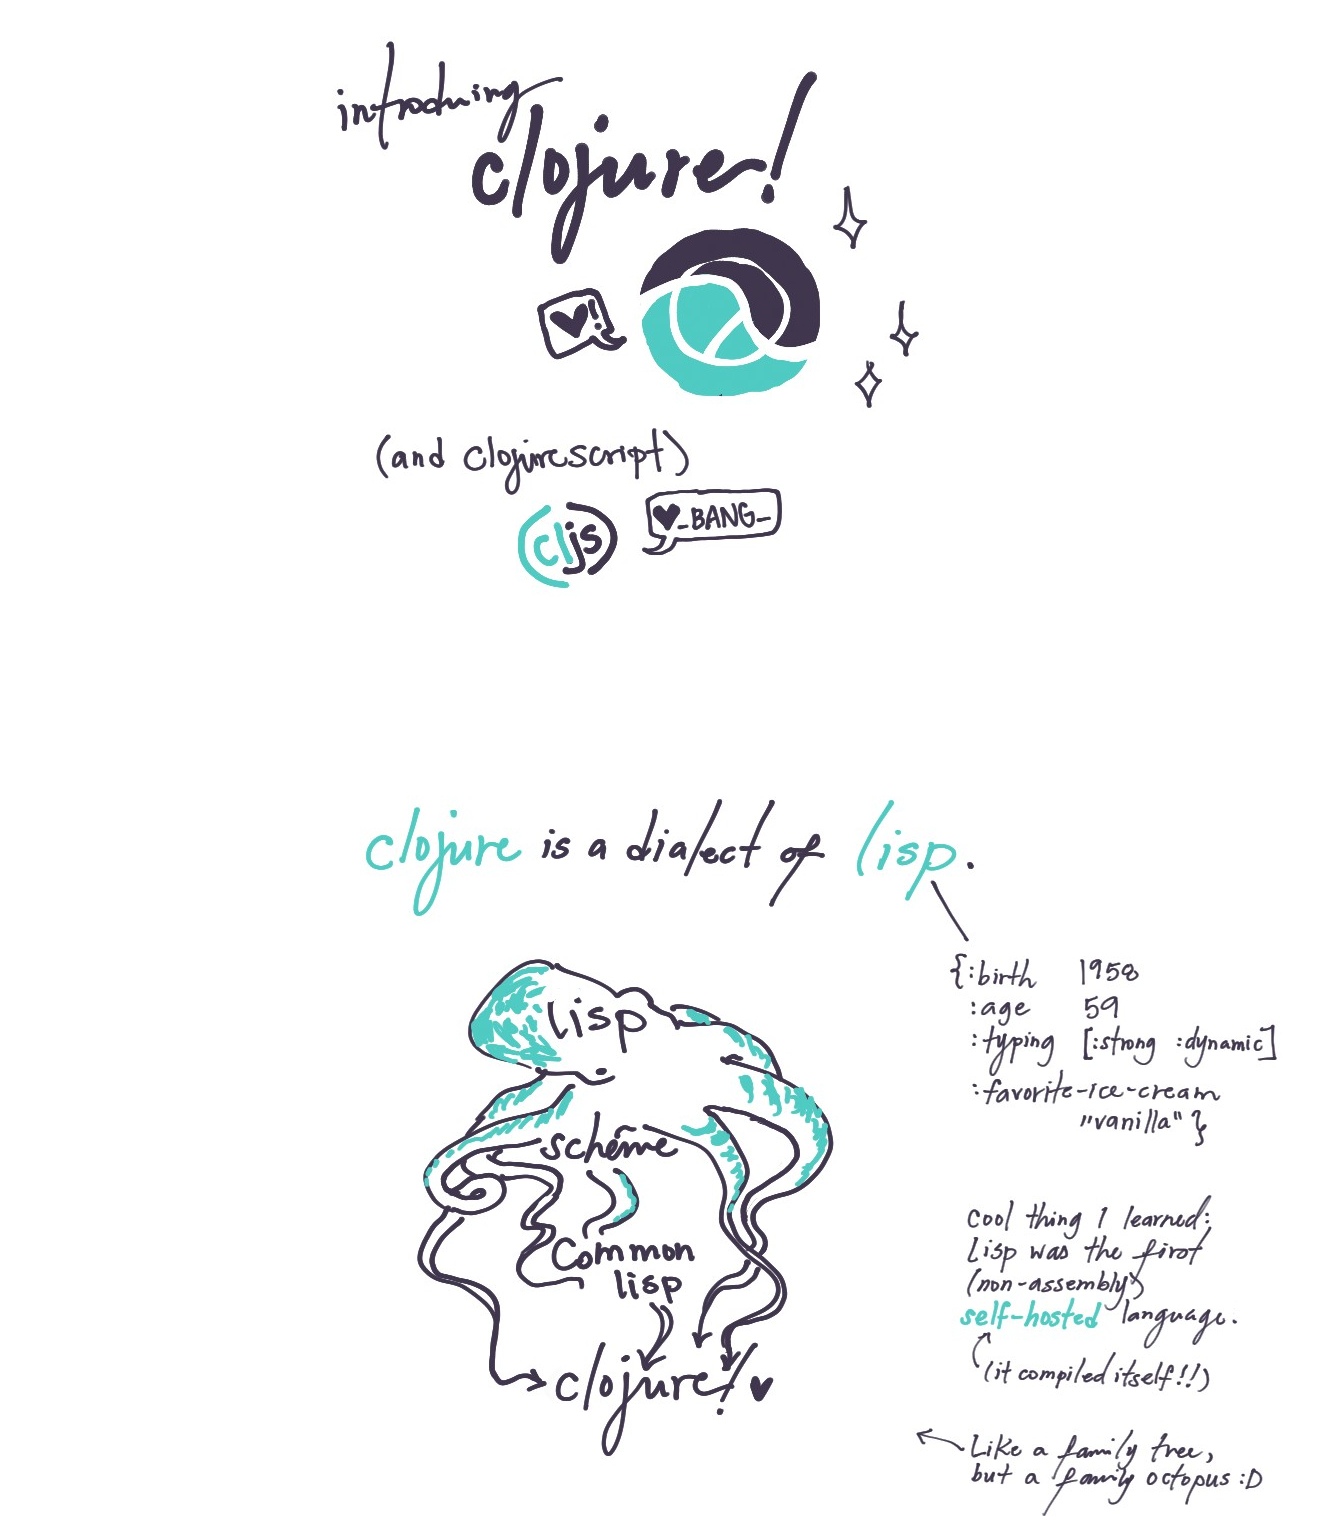 introducing
clojure!
♥!
(and clojurescript)
(cljs)
♥_BANG_
clojure is a dialect of lisp.
{:birth 1958
:age 59
:typing [:strong :dynamic]
:favorite-ice-cream
"vanilla"}
lisp
scheme
Common
lisp
clojure! ♥
Cool thing I learned:
Lisp was the first
(non-assembly)
self-hosted language.
(it compiled itself!!)
Like a family tree,
but a family octopus :D